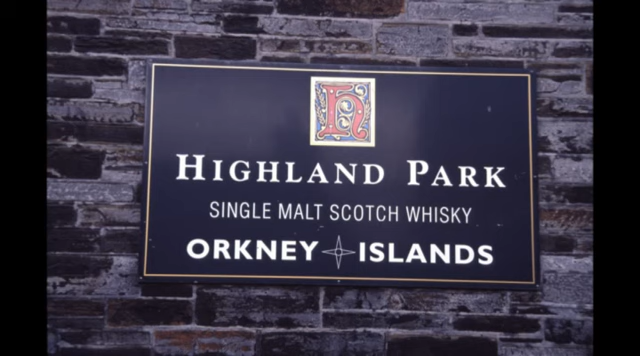 H
HIGHLAND PARK
SINGLE MALT SCOTCH WHISKY
ORKNEY ISLANDS